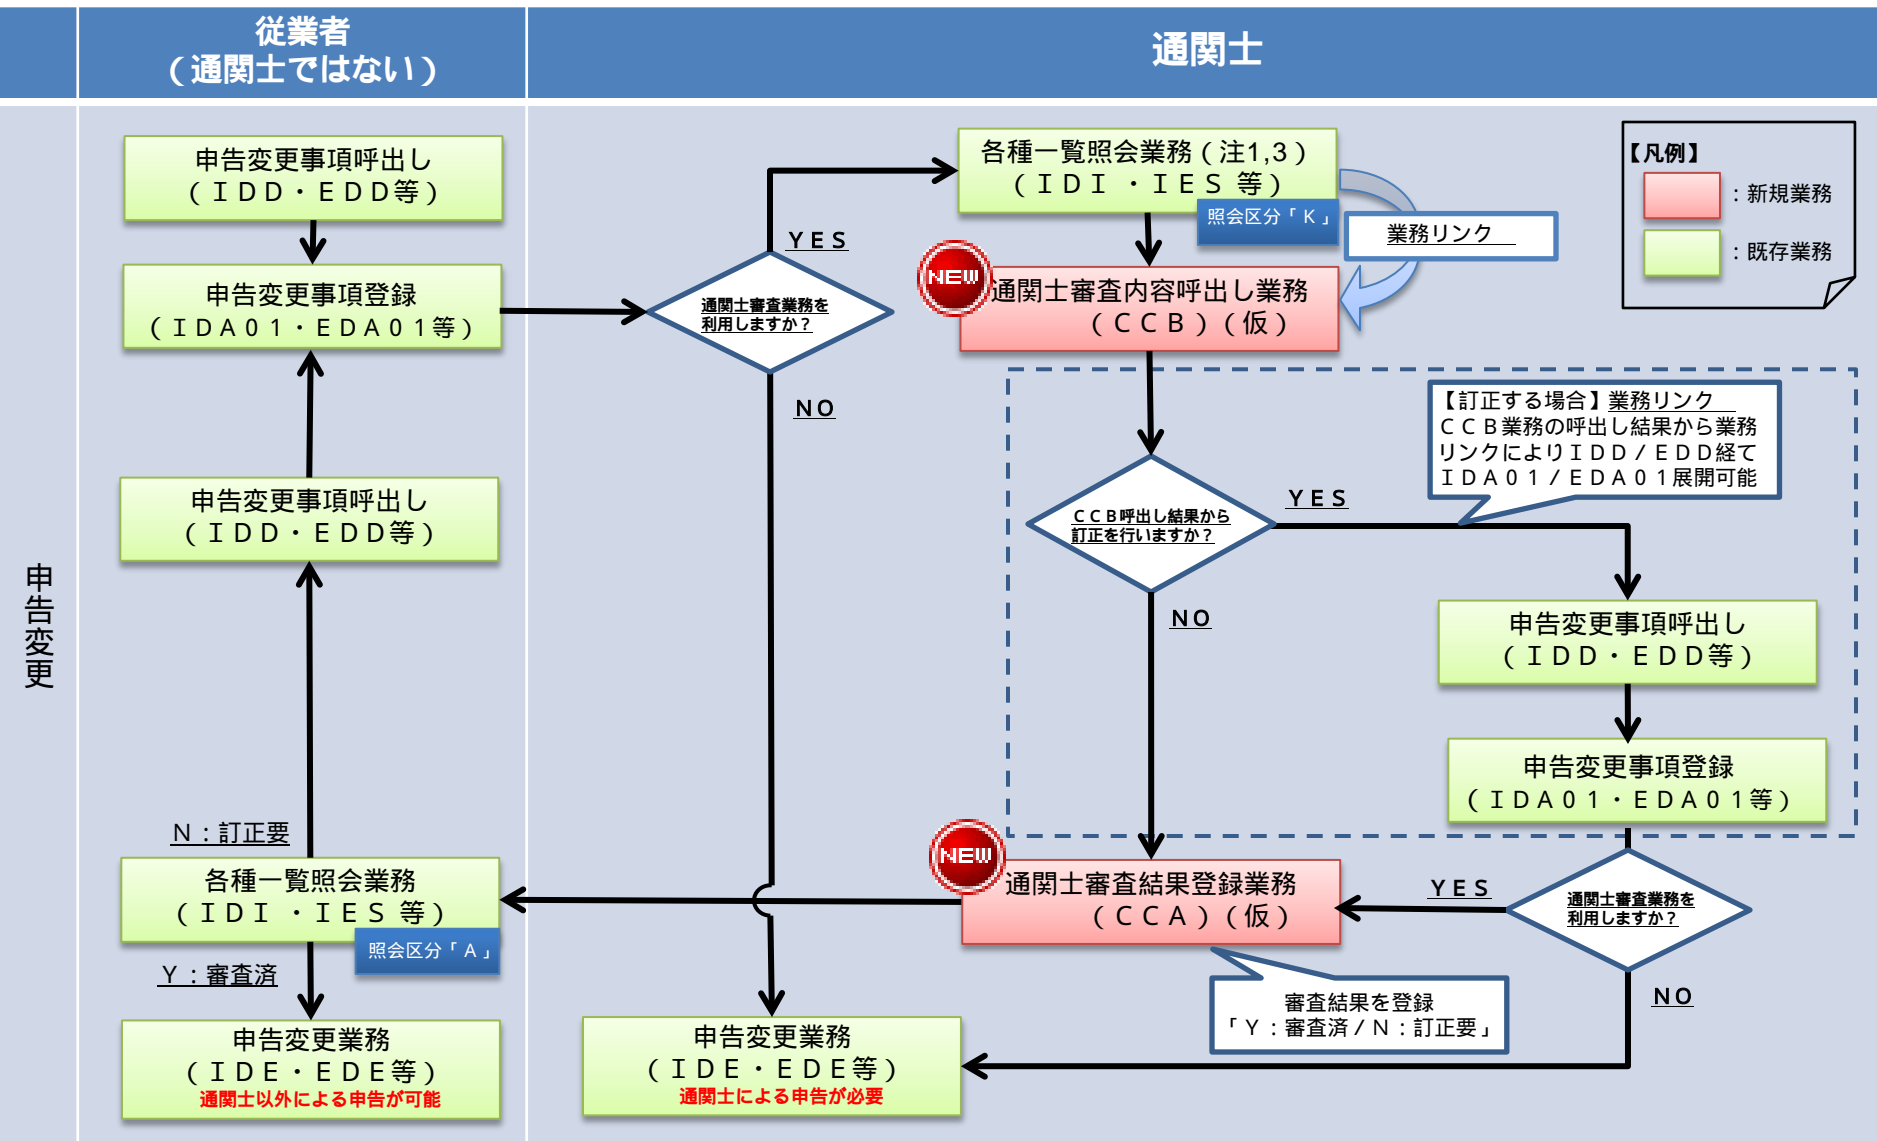 従業者
（通関士ではない）
通関士
申告変更
申告変更事項呼出し
（ＩＤＤ・ＥＤＤ等）
申告変更事項登録
（ＩＤＡ０１・ＥＤＡ０１等）
申告変更事項呼出し
（ＩＤＤ・ＥＤＤ等）
Ｎ：訂正要
各種一覧照会業務
（ＩＤＩ ・ＩＥＳ 等）
照会区分「Ａ」
Ｙ：審査済
申告変更業務
（ＩＤＥ・ＥＤＥ等）
通関士以外による申告が可能
通関士審査業務を
利用しますか？
ＹＥＳ
ＮＯ
各種一覧照会業務（注1,3）
（ＩＤＩ ・ＩＥＳ 等）
照会区分「Ｋ」
業務リンク
NEW
通関士審査内容呼出し業務
（ＣＣＢ）（仮）
【凡例】
：新規業務
：既存業務
【訂正する場合】業務リンク
ＣＣＢ業務の呼出し結果から業務
リンクによりＩＤＤ／ＥＤＤ経て
ＩＤＡ０１／ＥＤＡ０１展開可能
ＣＣＢ呼出し結果から
訂正を行いますか？
ＹＥＳ
ＮＯ
申告変更事項呼出し
（ＩＤＤ・ＥＤＤ等）
申告変更事項登録
（ＩＤＡ０１・ＥＤＡ０１等）
NEW
通関士審査結果登録業務
（ＣＣＡ）（仮）
ＹＥＳ
通関士審査業務を
利用しますか？
ＮＯ
審査結果を登録
「Ｙ：審査済／Ｎ：訂正要」
申告変更業務
（ＩＤＥ・ＥＤＥ等）
通関士による申告が必要